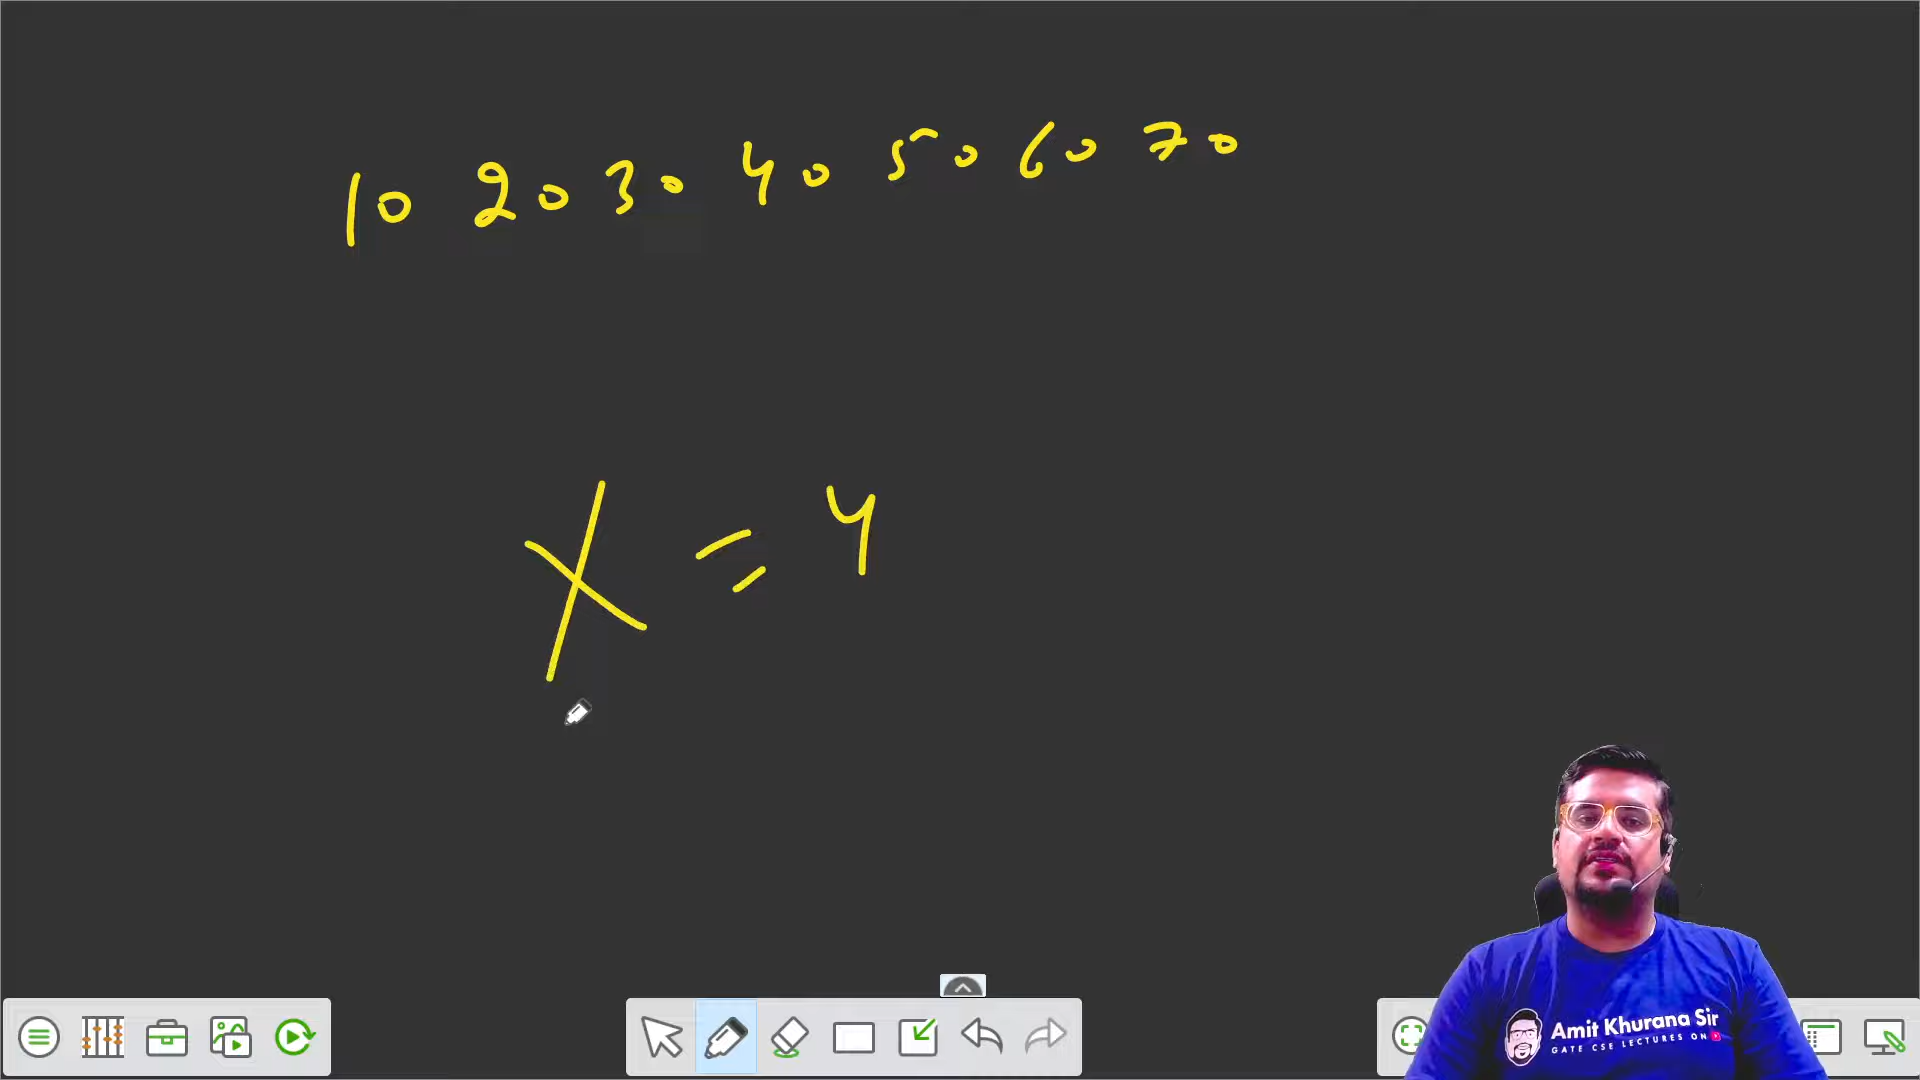 10 20 30 40 50 60 70
X = 4
Amit Khurana Sir
GATE CSE LECTURES ON